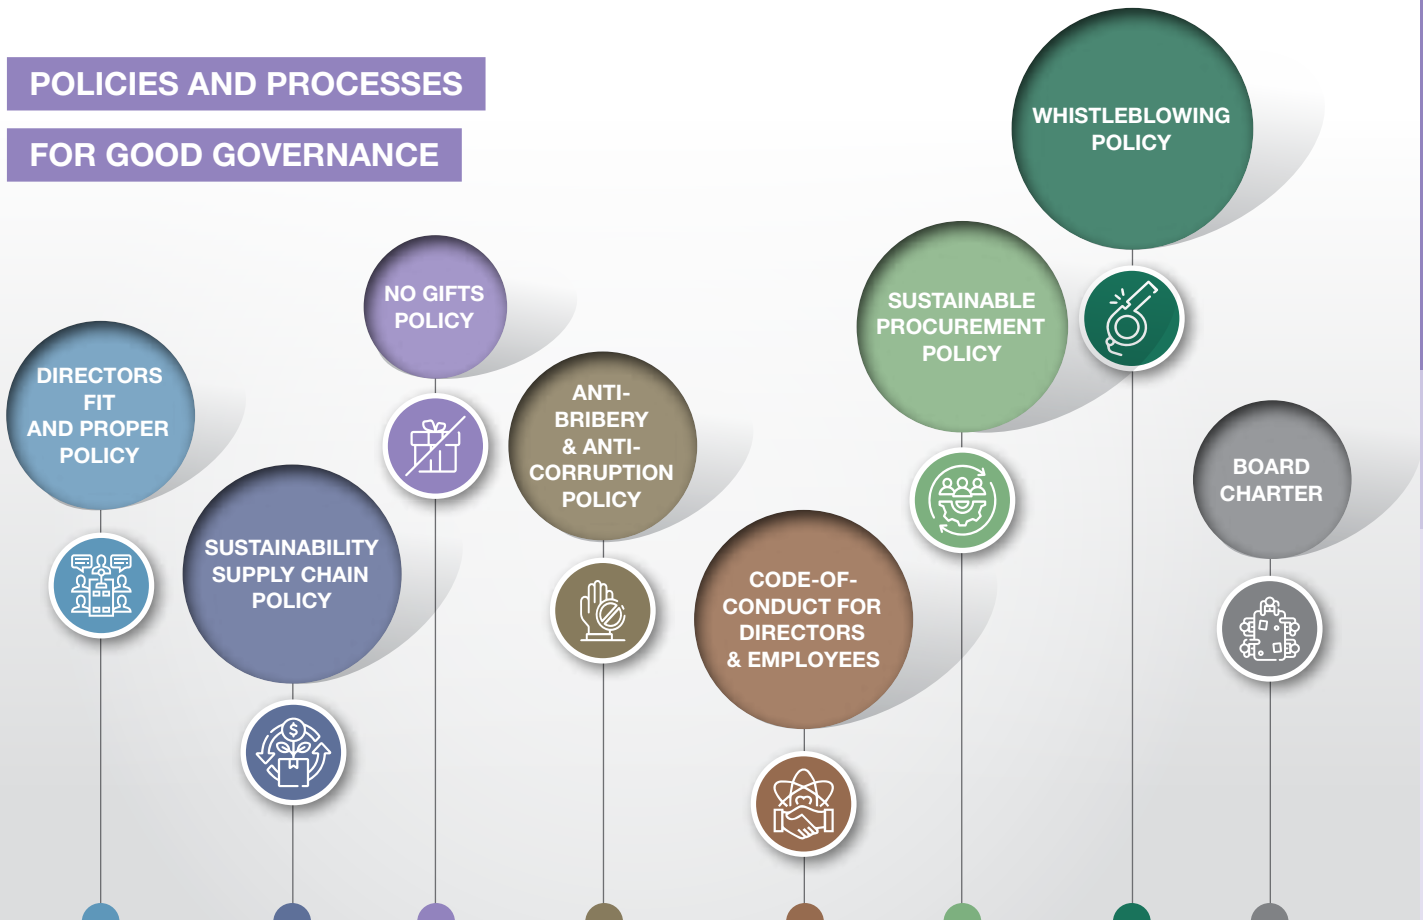 POLICIES AND PROCESSES
FOR GOOD GOVERNANCE
DIRECTORS
FIT
AND PROPER
POLICY
SUSTAINABILITY
SUPPLY CHAIN
POLICY
NO GIFTS
POLICY
ANTI-
BRIBERY
& ANTI-
CORRUPTION
POLICY
CODE-OF-
CONDUCT FOR
DIRECTORS
& EMPLOYEES
SUSTAINABLE
PROCUREMENT
POLICY
WHISTLEBLOWING
POLICY
BOARD
CHARTER
$